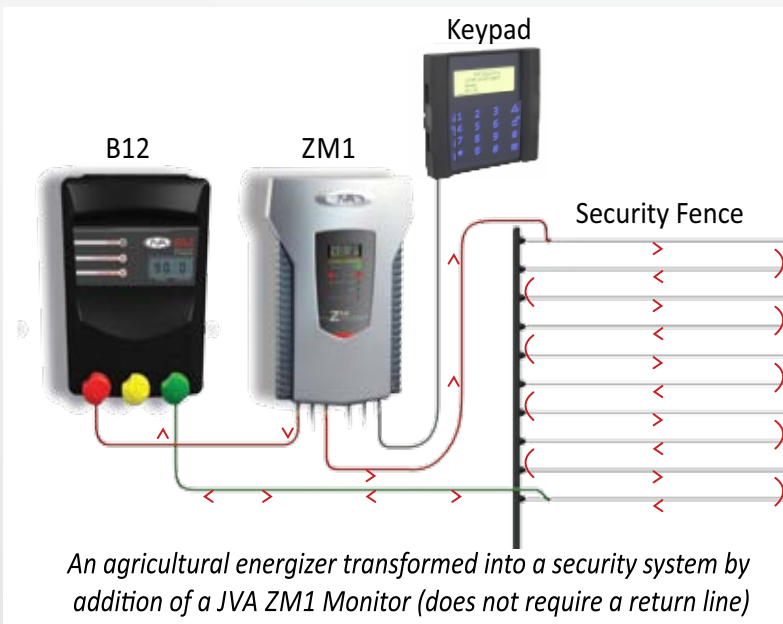 Keypad
B12
ZM1
Security Fence
JVA
An agricultural energizer transformed into a security system by
addition of a JVA ZM1 Monitor (does not require a return line)